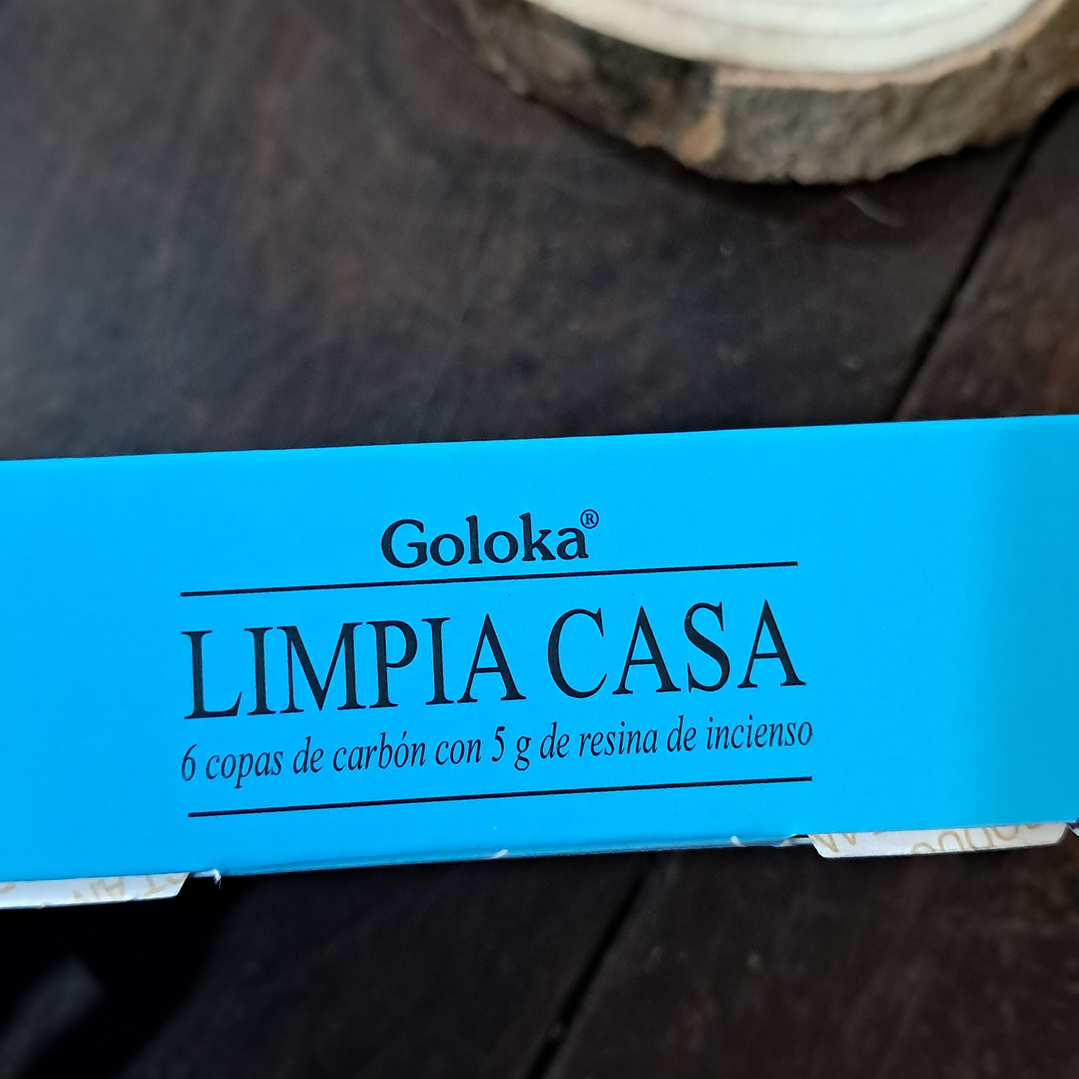 Goloka®
LIMPIA CASA
6 copas de carbón con 5 g de resina de incienso